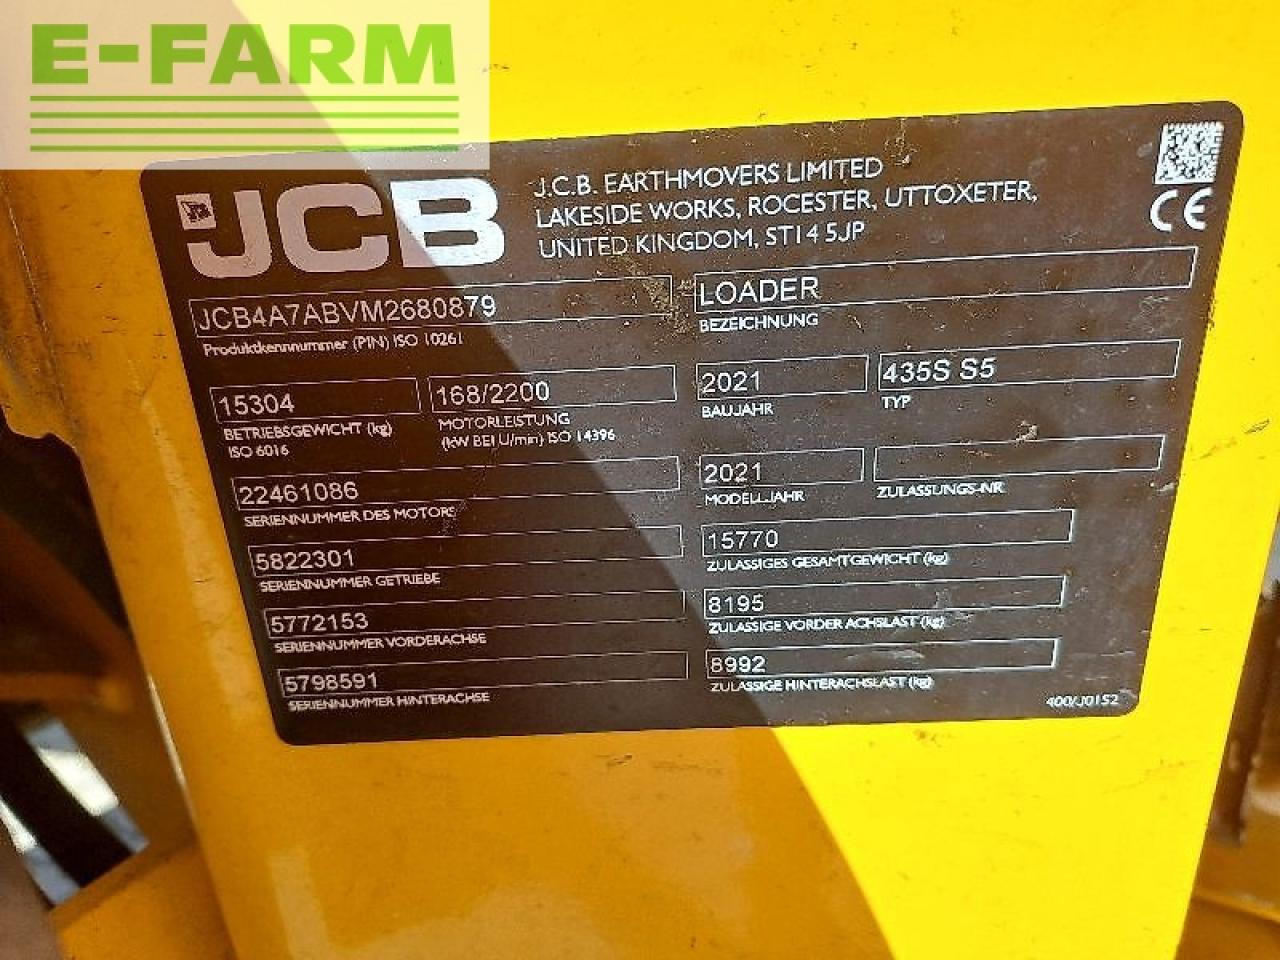 E-FARM
JCB
J.C.B. EARTHMOVERS LIMITED
LAKESIDE WORKS, ROCESTER, UTTOXETER,
UNITED KINGDOM, ST14 5JP
CE
JCB4A7ABVM2680879
Produktkennnummer (PIN) ISO 10261
LOADER
BEZEICHNUNG
15304
BETRIEBSGEWICHT (kg)
ISO 6016
168/2200
MOTORLEISTUNG
(kW BEI U/min) ISO 14396
2021
BAUJAHR
435S S5
TYP
22461086
SERIENNUMMER DES MOTORS
2021
MODELLJAHR
ZULASSUNGS-NR
5822301
SERIENNUMMER GETRIEBE
15770
ZULASSIGES GESAMTGEWICHT (kg)
5772153
SERIENNUMMER VORDERACHSE
8195
ZULASSIGE VORDER ACHSLAST (kg)
5798591
SERIENNUMMER HINTERACHSE
8992
ZULASSIGE HINTERACHSLAST (kg)
400/J0152